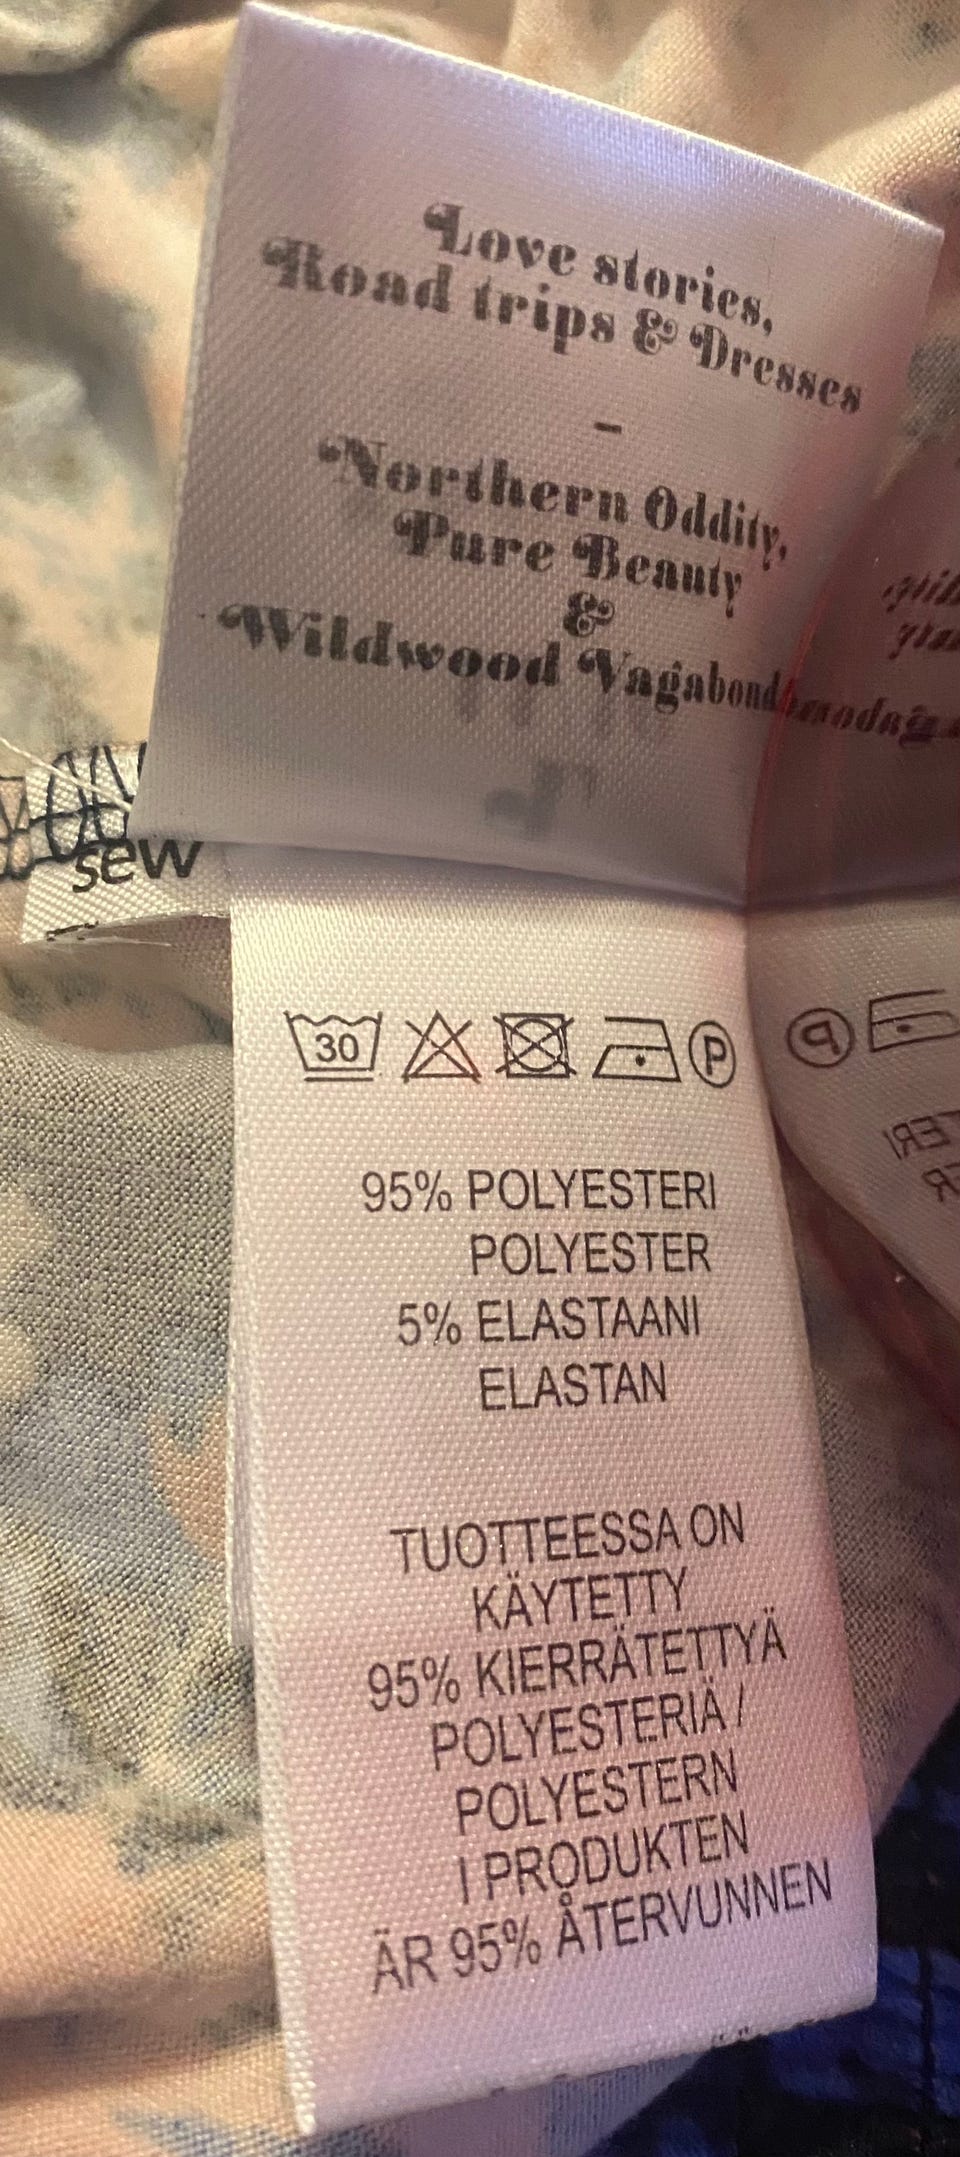 Love stories,
Road trips & Dresses
–
Northern Oddity,
Pure Beauty
&
Wildwood Vagabond
sew
30
P
95% POLYESTERI
POLYESTER
5% ELASTAANI
ELASTAN
TUOTTEESSA ON
KÄYTETTY
95% KIERRÄTETTYÄ
POLYESTERIÄ /
POLYESTERN
I PRODUKTEN
ÄR 95% ÅTERVUNNEN